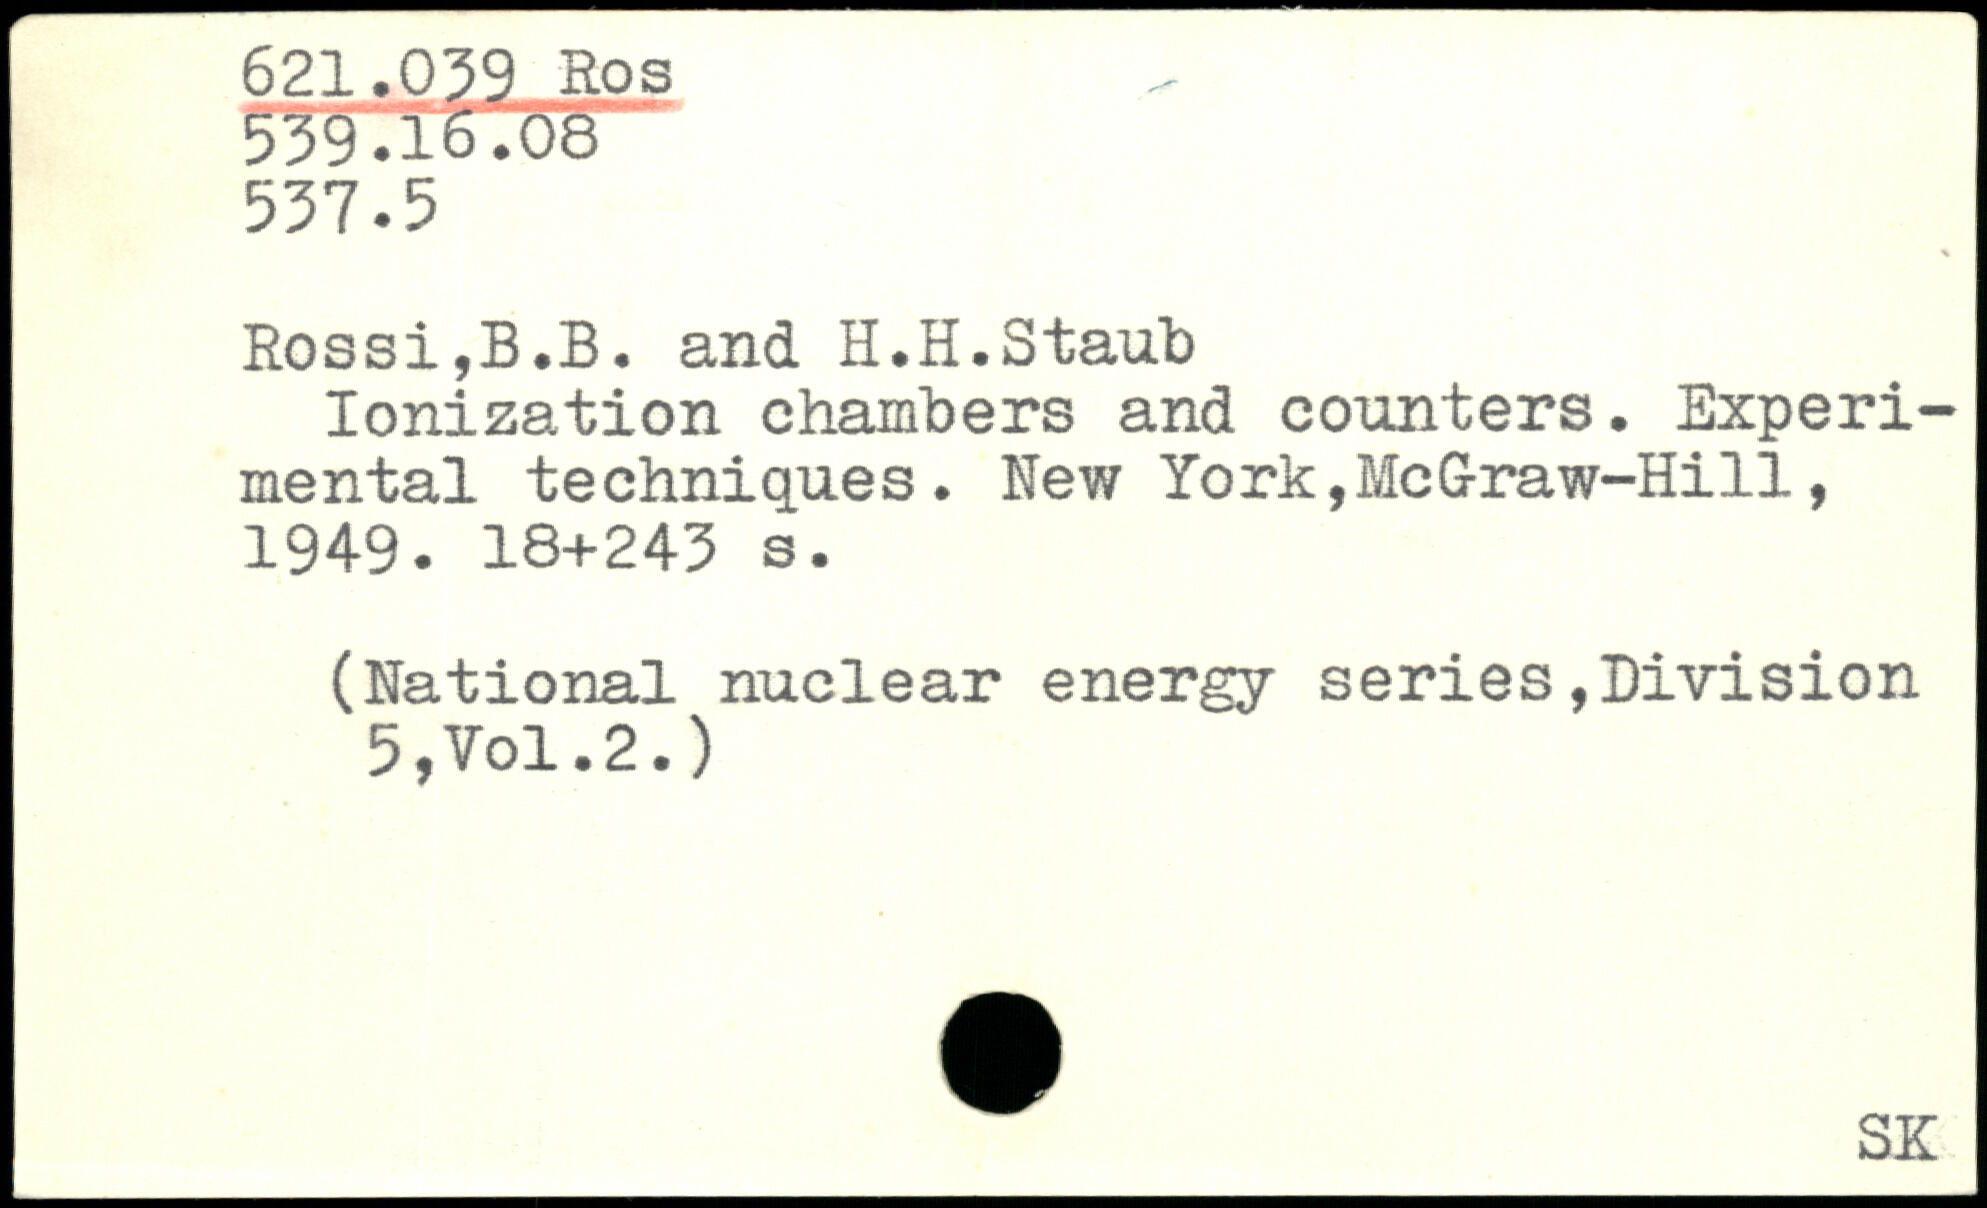 621.039 Ros
539.16.08
537.5
Rossi,B.B. and H.H.Staub
Ionization chambers and counters. Experi-
mental techniques. New York,McGraw-Hill,
1949. 18+243 s.
(National nuclear energy series,Division
5,Vol.2.)
SK